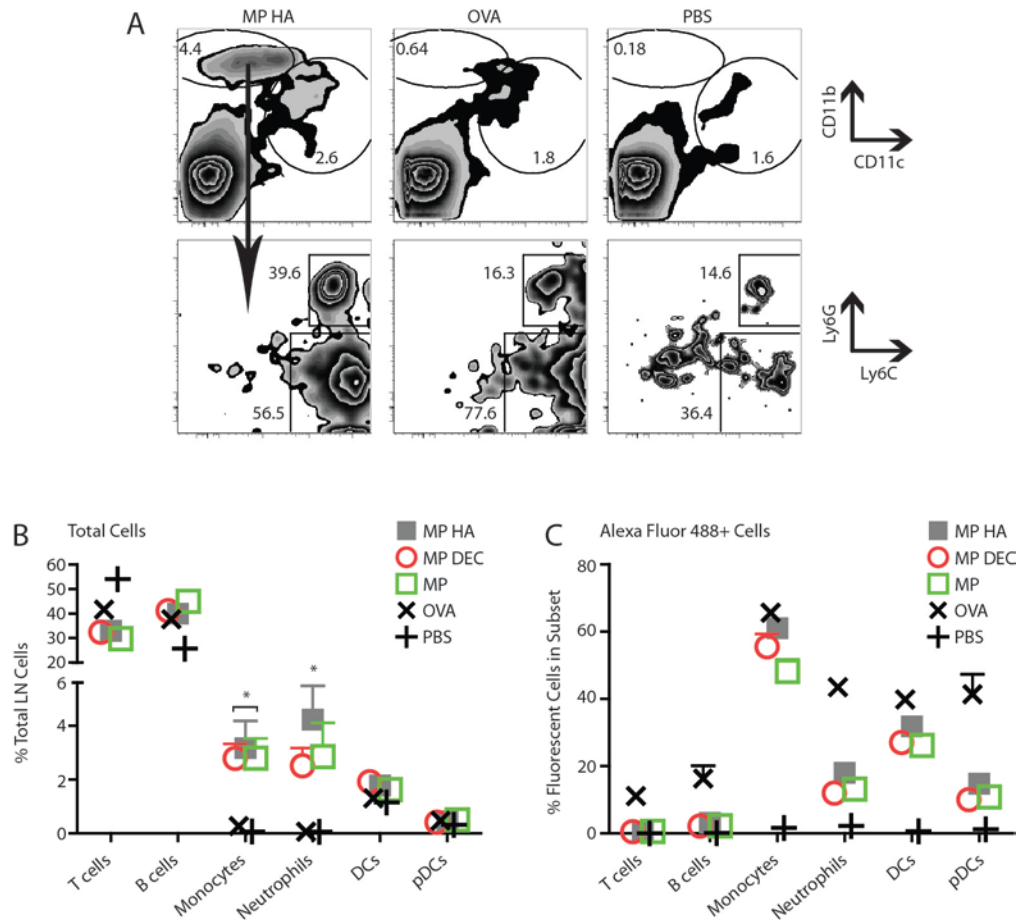 A
MP HA
OVA
PBS
4.4
2.6
0.64
1.8
0.18
1.6
CD11b
CD11c
39.6
56.5
16.3
77.6
14.6
36.4
Ly6G
Ly6C
B
Total Cells
MP HA
MP DEC
MP
OVA
PBS
% Total LN Cells
60
50
40
30
20
6
4
2
0
*
*
T cells
B cells
Monocytes
Neutrophils
DCs
pDCs
C
Alexa Fluor 488+ Cells
MP HA
MP DEC
MP
OVA
PBS
% Fluorescent Cells in Subset
80
60
40
20
0
T cells
B cells
Monocytes
Neutrophils
DCs
pDCs